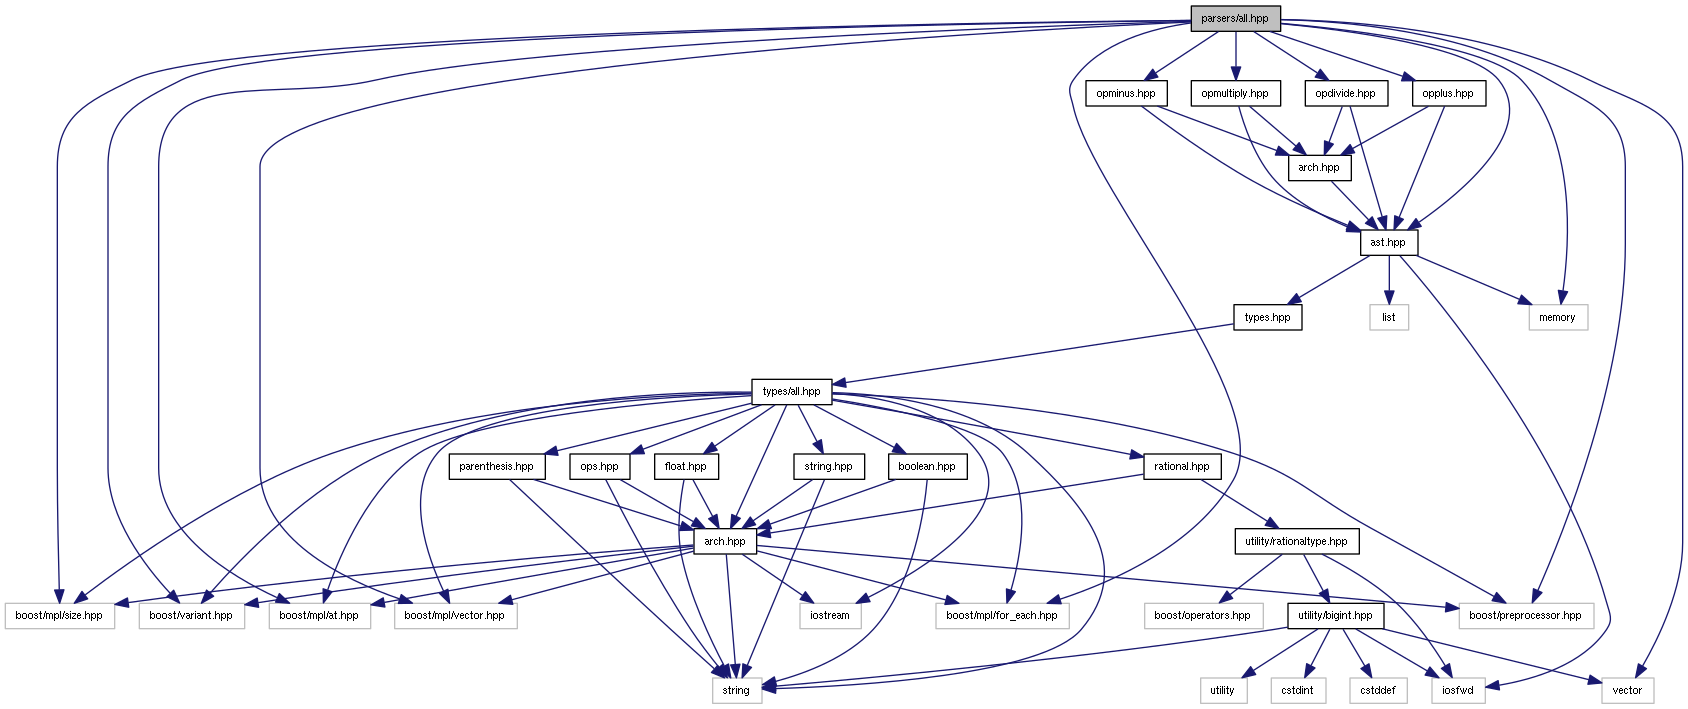 parsers/all.hpp
opminus.hpp
opmultiply.hpp
opdivide.hpp
opplus.hpp
arch.hpp
ast.hpp
types.hpp
list
memory
types/all.hpp
parenthesis.hpp
ops.hpp
float.hpp
string.hpp
boolean.hpp
rational.hpp
arch.hpp
utility/rationaltype.hpp
boost/mpl/size.hpp
boost/variant.hpp
boost/mpl/at.hpp
boost/mpl/vector.hpp
iostream
boost/mpl/for_each.hpp
boost/operators.hpp
utility/bigint.hpp
boost/preprocessor.hpp
string
utility
cstdint
cstddef
iosfwd
vector